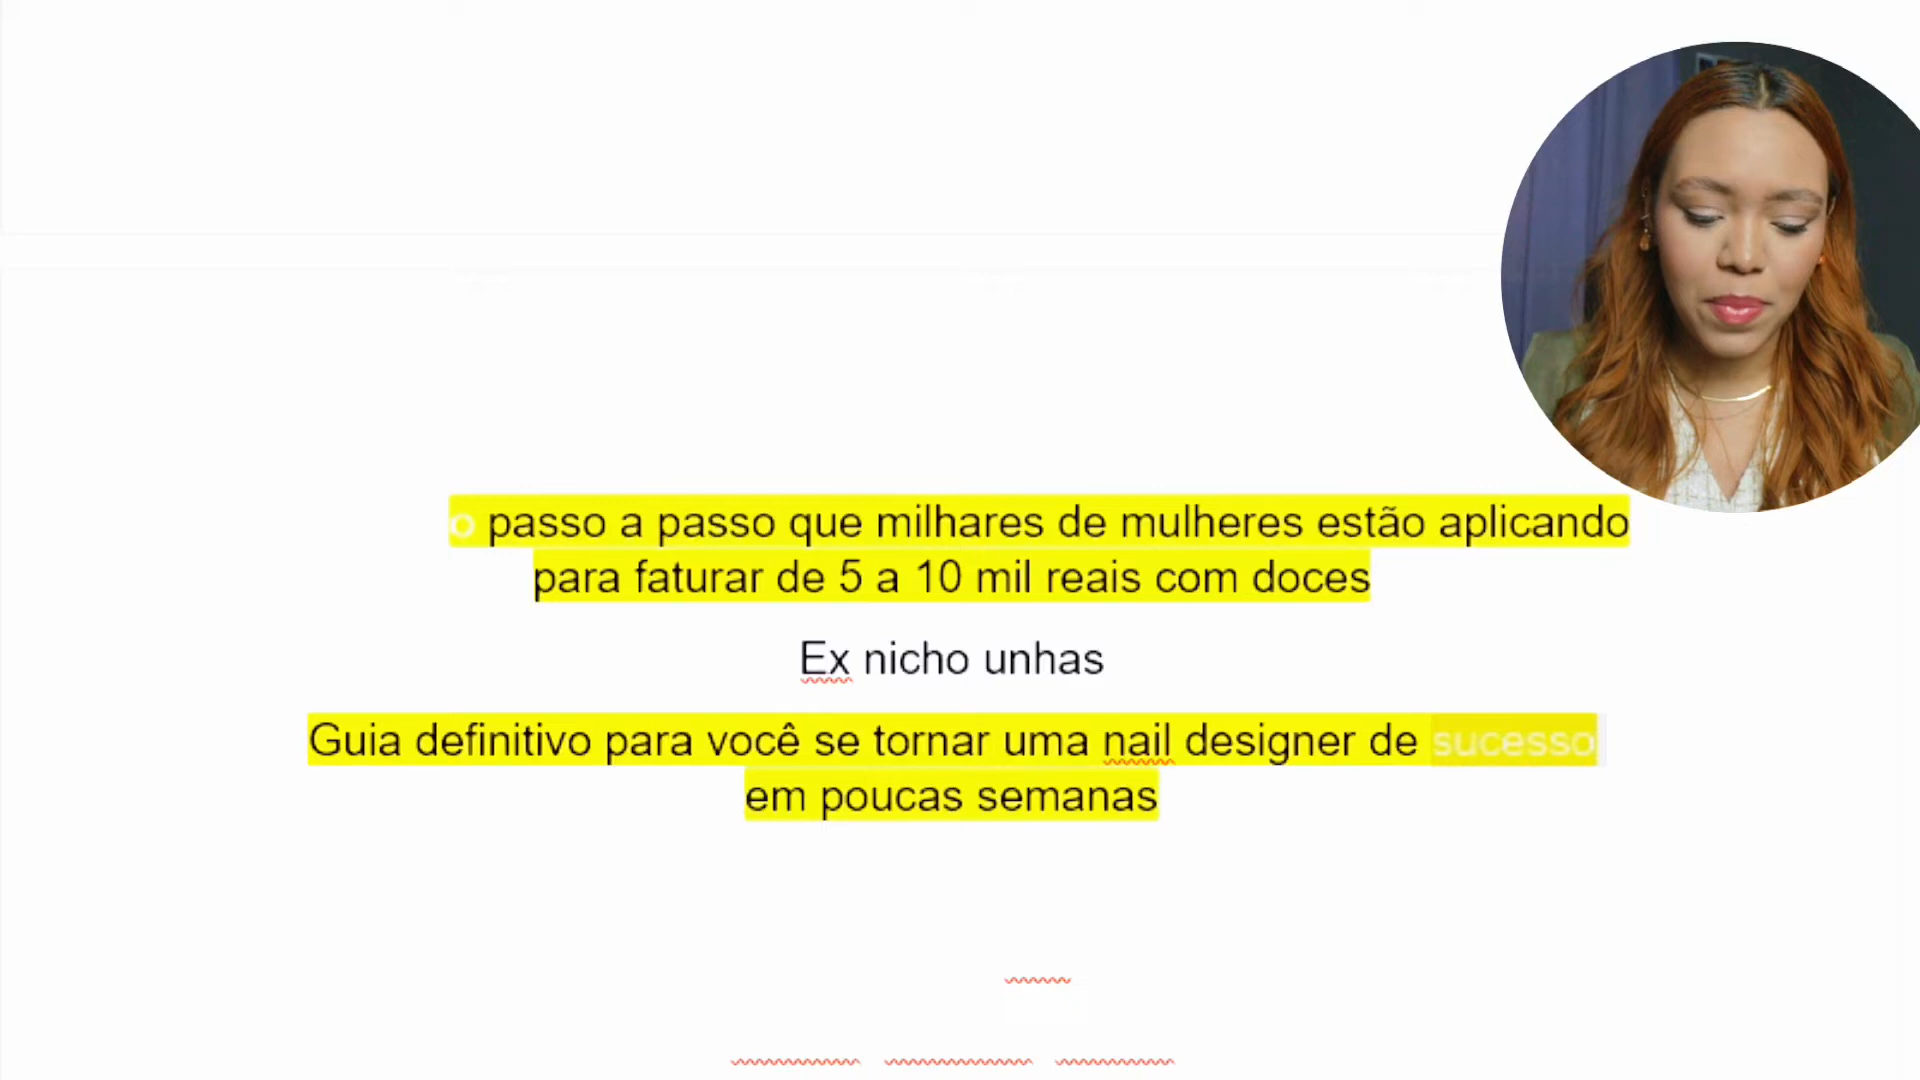 o passo a passo que milhares de mulheres estão aplicando
para faturar de 5 a 10 mil reais com doces
Ex nicho unhas
Guia definitivo para você se tornar uma nail designer de sucesso
em poucas semanas